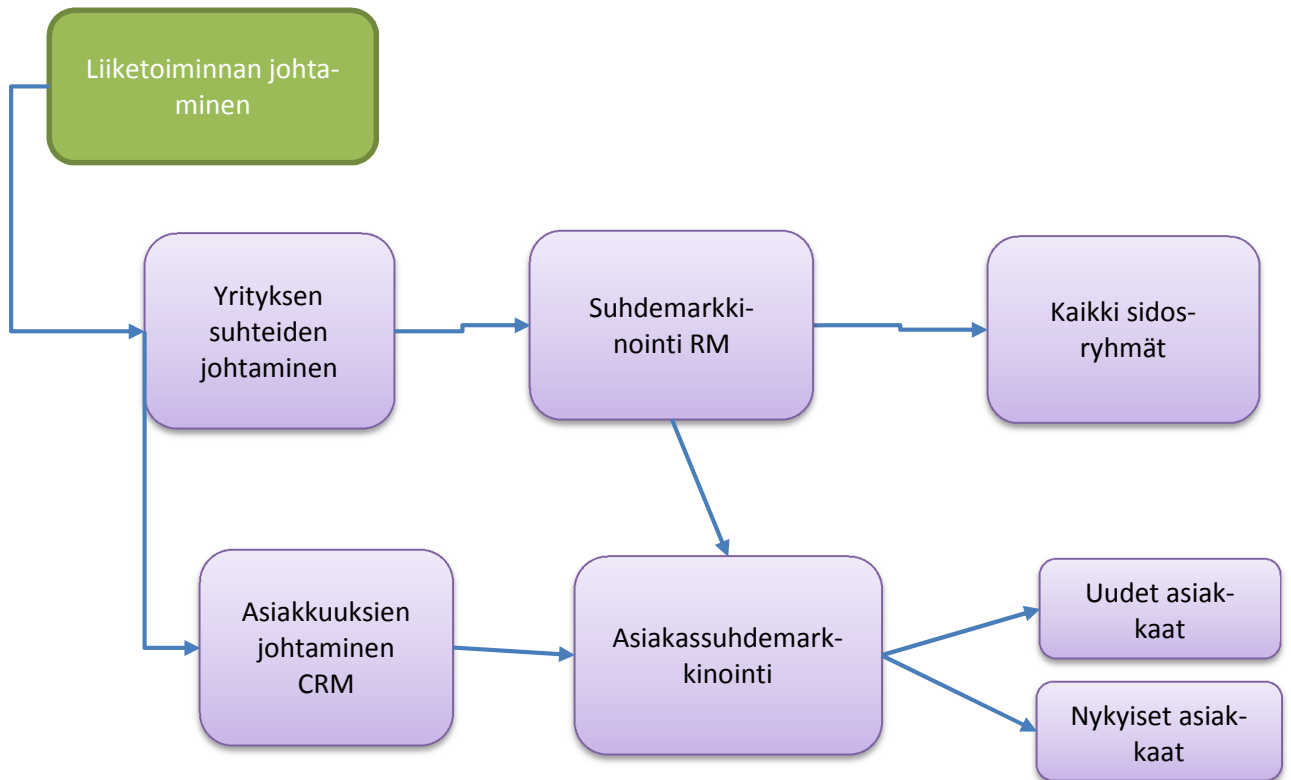 Liiketoiminnan johta-
minen
Yrityksen
suhteiden
johtaminen
Suhdemarkki-
nointi RM
Kaikki sidos-
ryhmät
Asiakkuuksien
johtaminen
CRM
Asiakassuhdemark-
kinointi
Uudet asiak-
kaat
Nykyiset asiak-
kaat